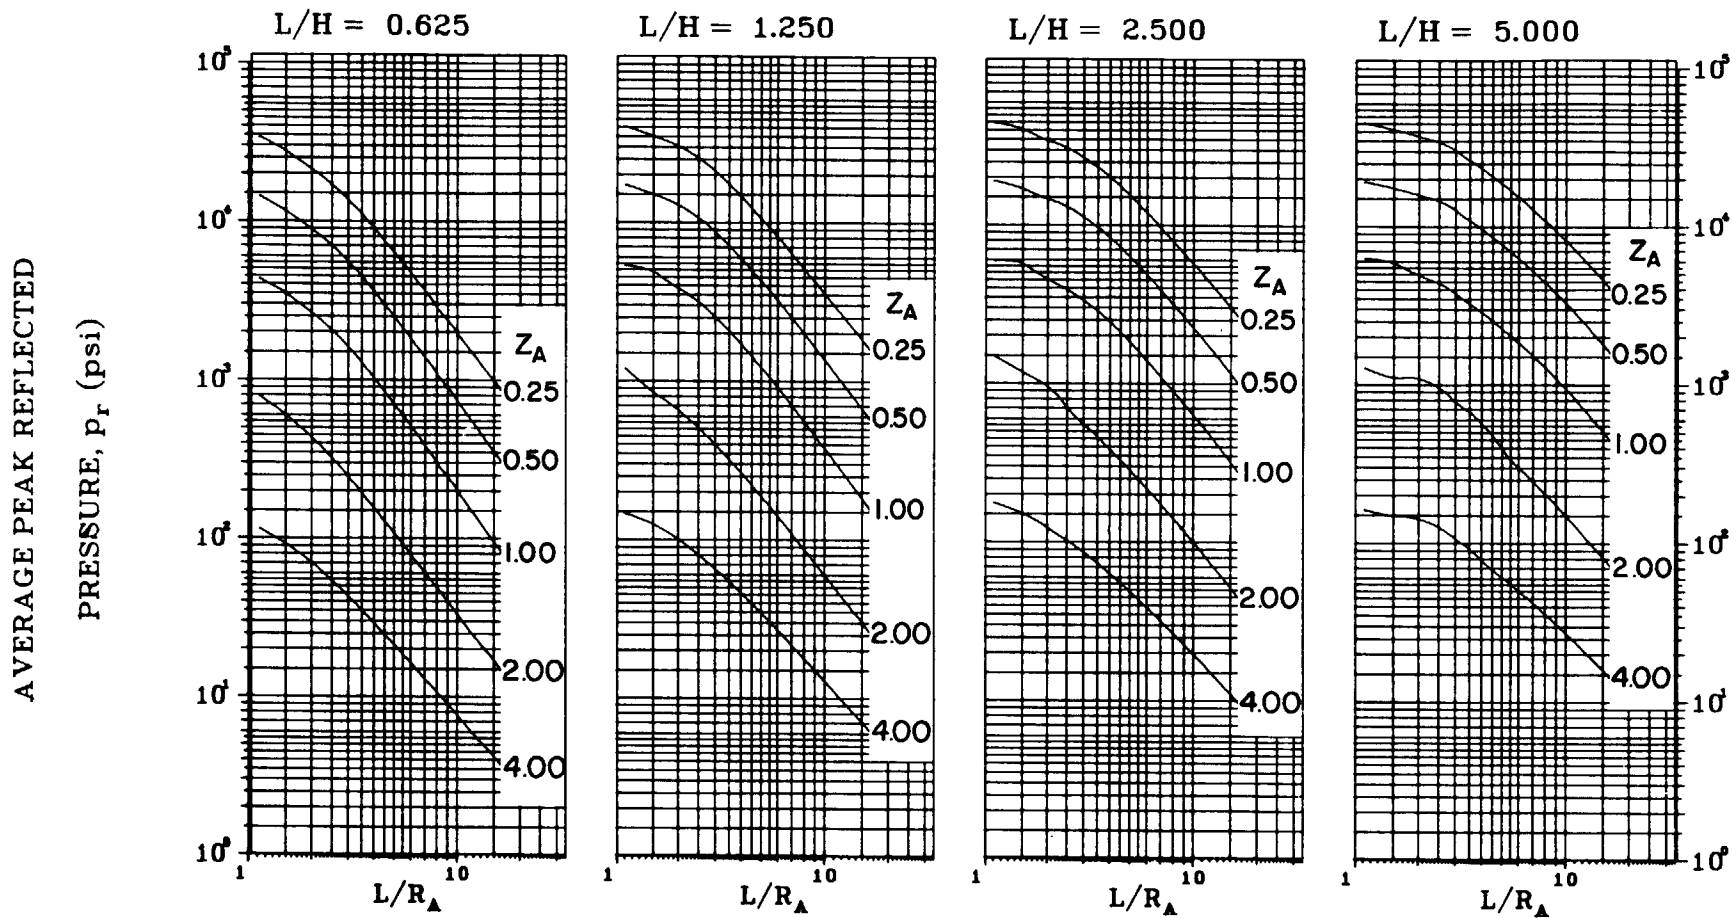 L/H = 0.625
L/H = 1.250
L/H = 2.500
L/H = 5.000
AVERAGE PEAK REFLECTED
PRESSURE, pᵣ (psi)
10⁵
10⁴
10³
10²
10¹
10⁰
Z_A
0.25
0.50
1.00
2.00
4.00
1
10
L/R_A
Z_A
0.25
0.50
1.00
2.00
4.00
1
10
L/R_A
Z_A
0.25
0.50
1.00
2.00
4.00
1
10
L/R_A
Z_A
0.25
0.50
1.00
2.00
4.00
1
10
L/R_A
10⁵
10⁴
10³
10²
10¹
10⁰